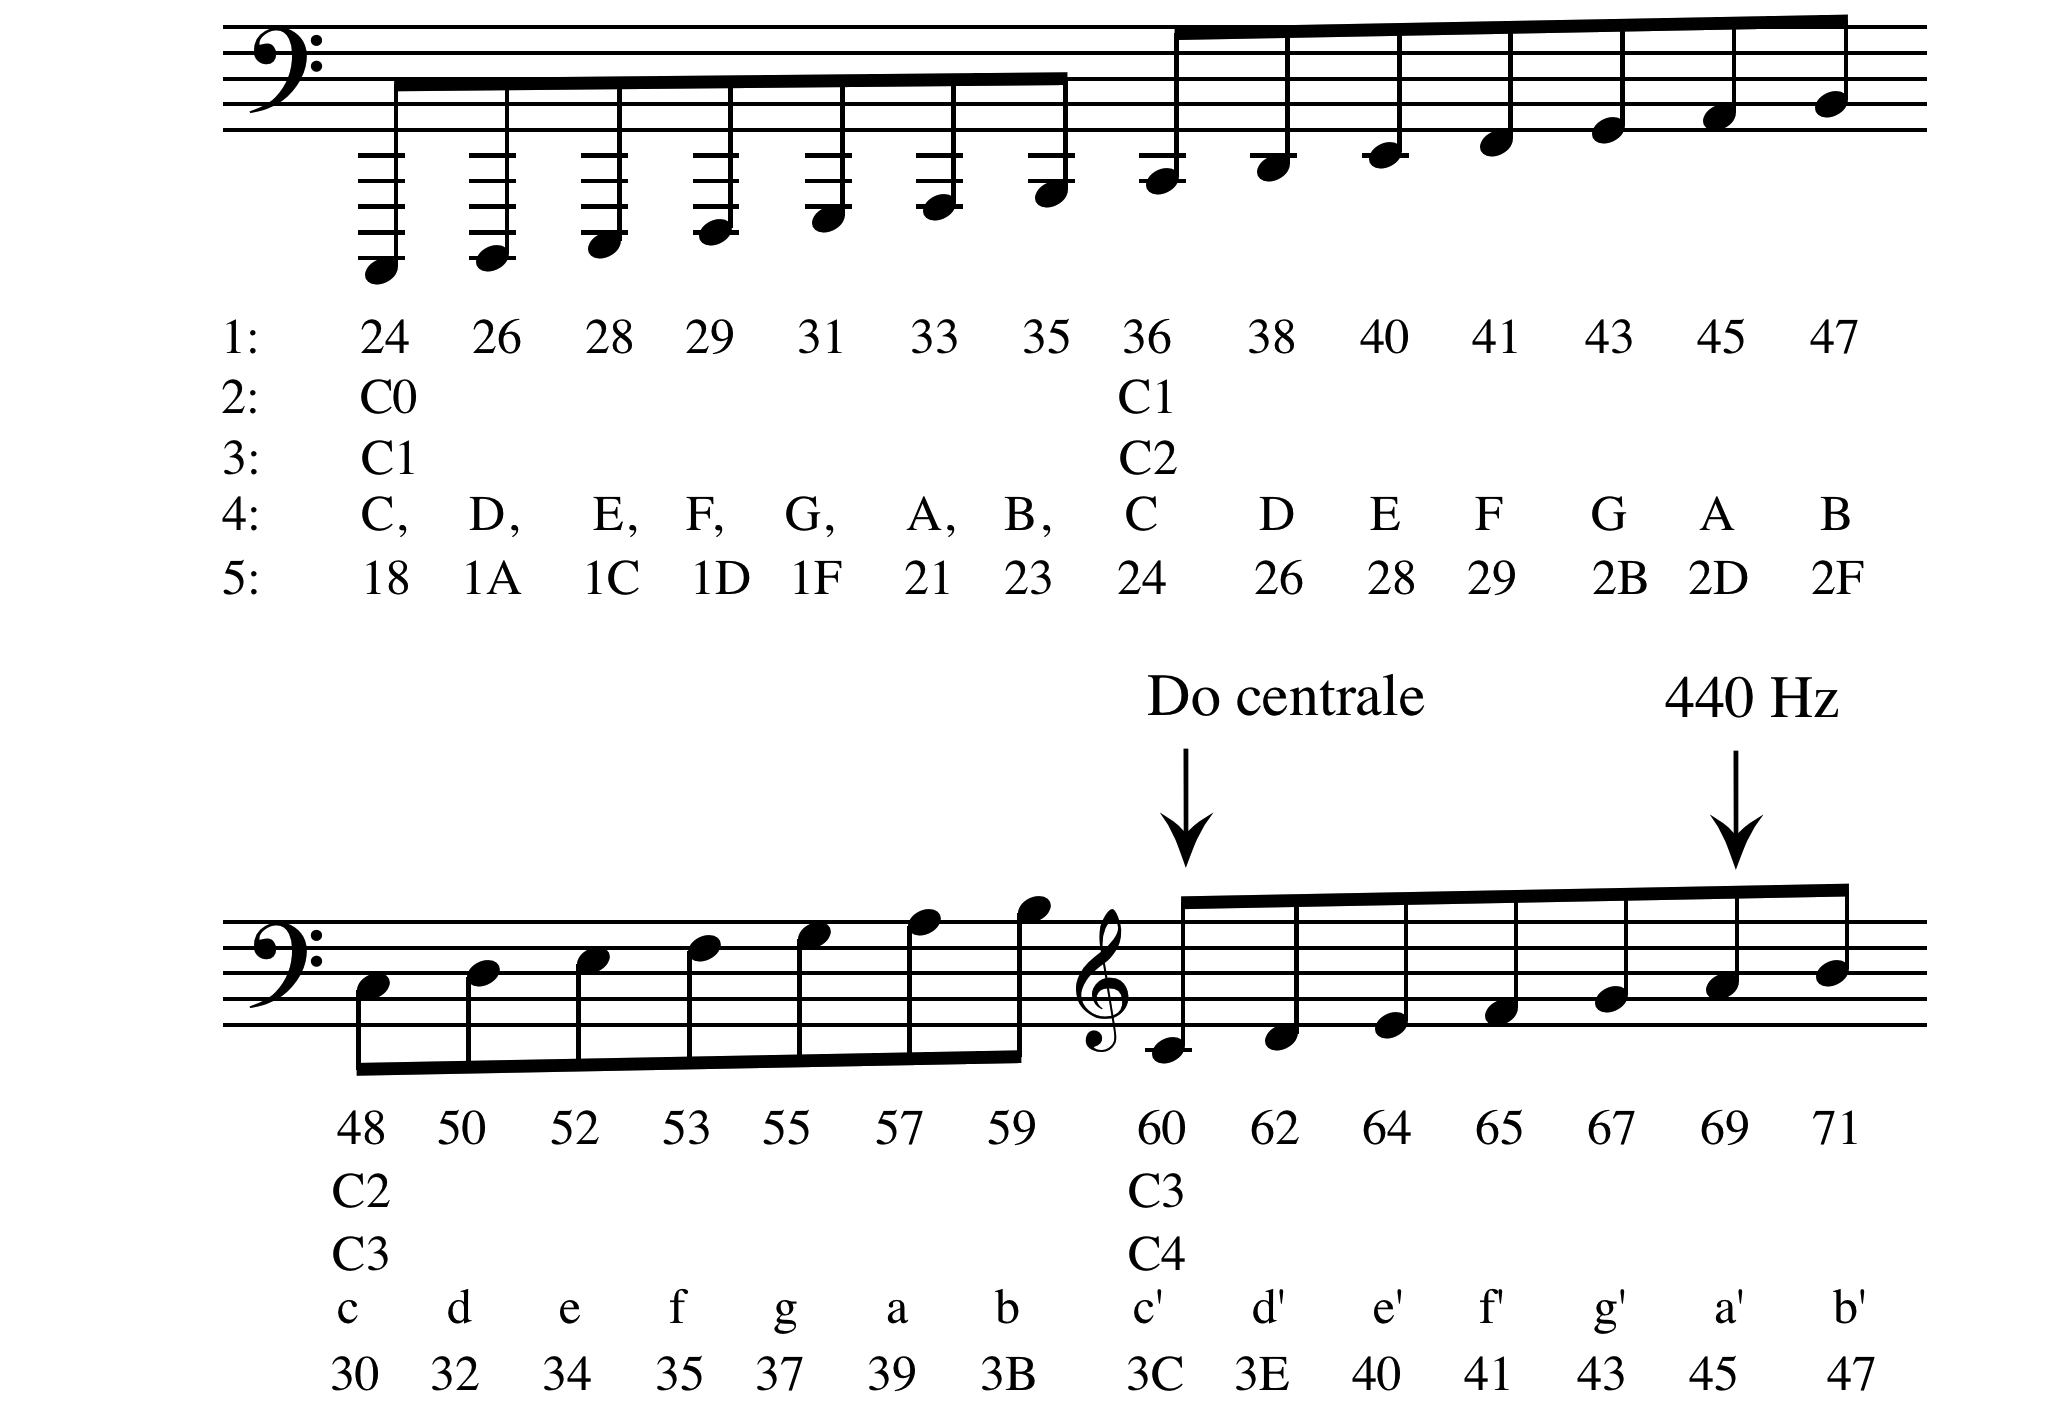 1: 24 26 28 29 31 33 35 36 38 40 41 43 45 47
2: C0 C1
3: C1 C2
4: C, D, E, F, G, A, B, C D E F G A B
5: 18 1A 1C 1D 1F 21 23 24 26 28 29 2B 2D 2F
Do centrale 440 Hz
48 50 52 53 55 57 59 60 62 64 65 67 69 71
C2 C3
C3 C4
c d e f g a b c' d' e' f' g' a' b'
30 32 34 35 37 39 3B 3C 3E 40 41 43 45 47